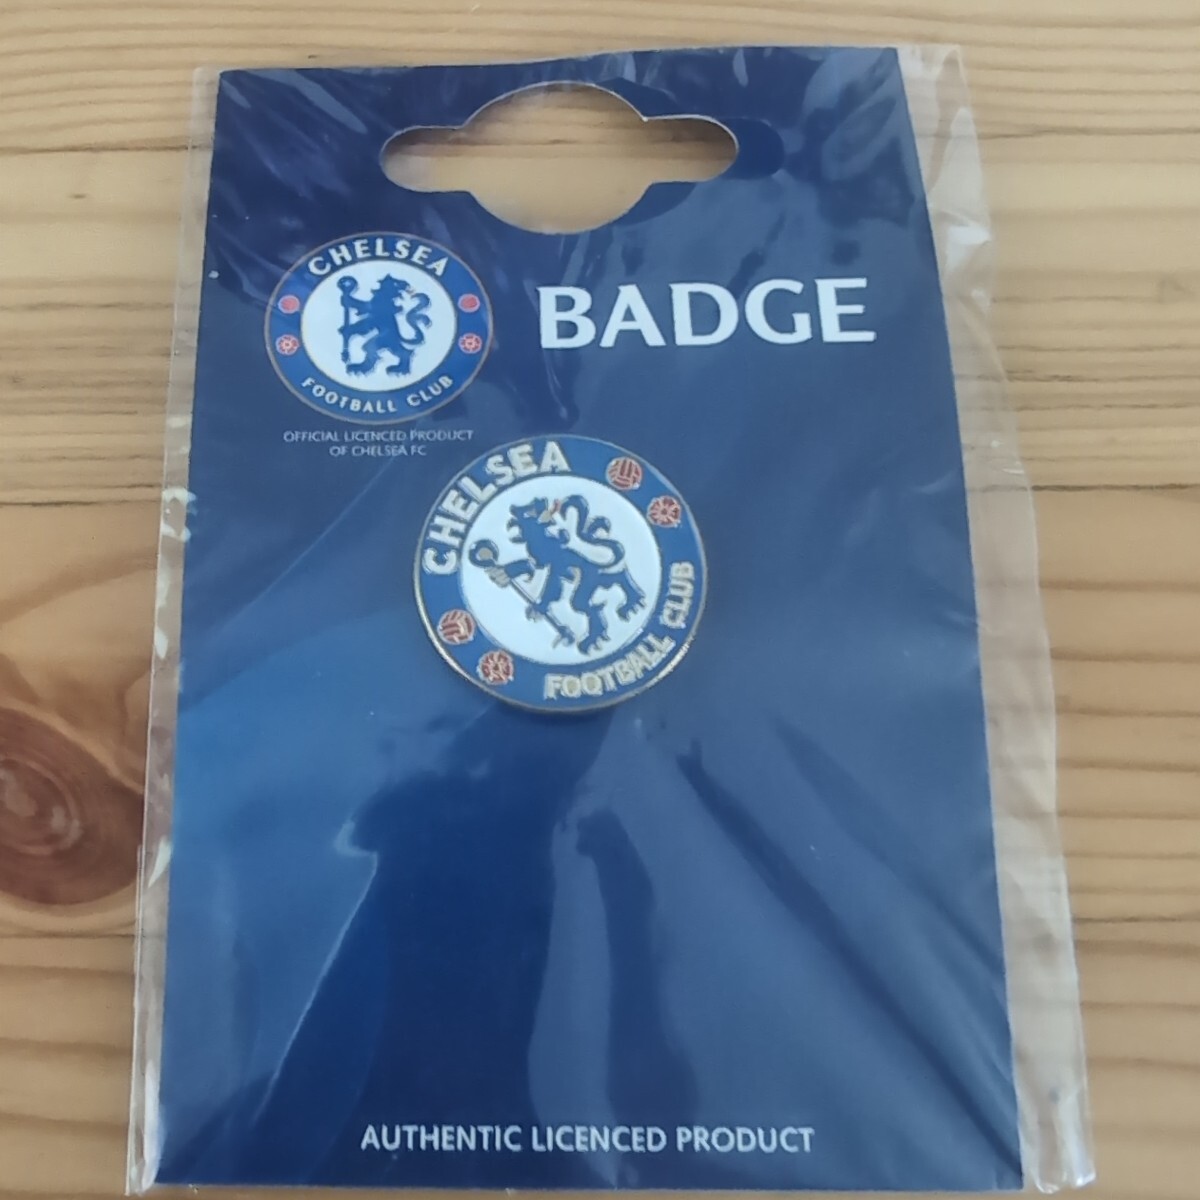 CHELSEA
FOOTBALL CLUB
OFFICIAL LICENCED PRODUCT
OF CHELSEA FC
BADGE
CHELSEA
FOOTBALL CLUB
AUTHENTIC LICENCED PRODUCT